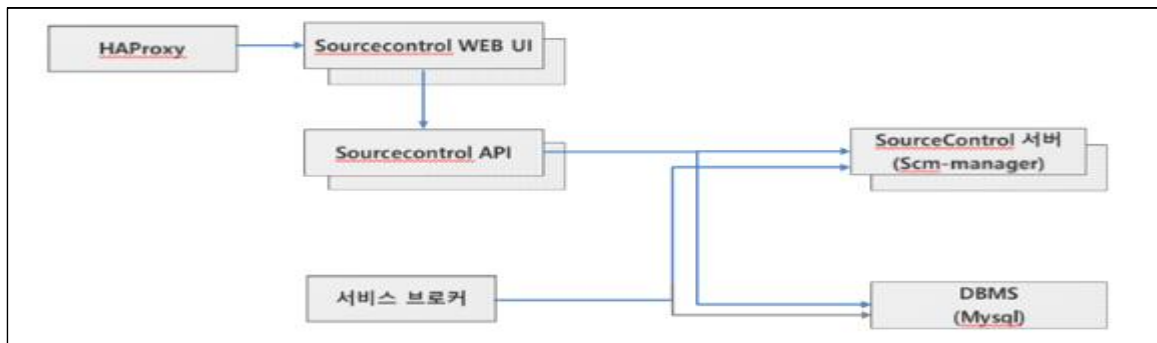 HAProxy
Sourcecontrol WEB UI
Sourcecontrol API
SourceControl 서버
(Scm-manager)
서비스 브로커
DBMS
(Mysql)